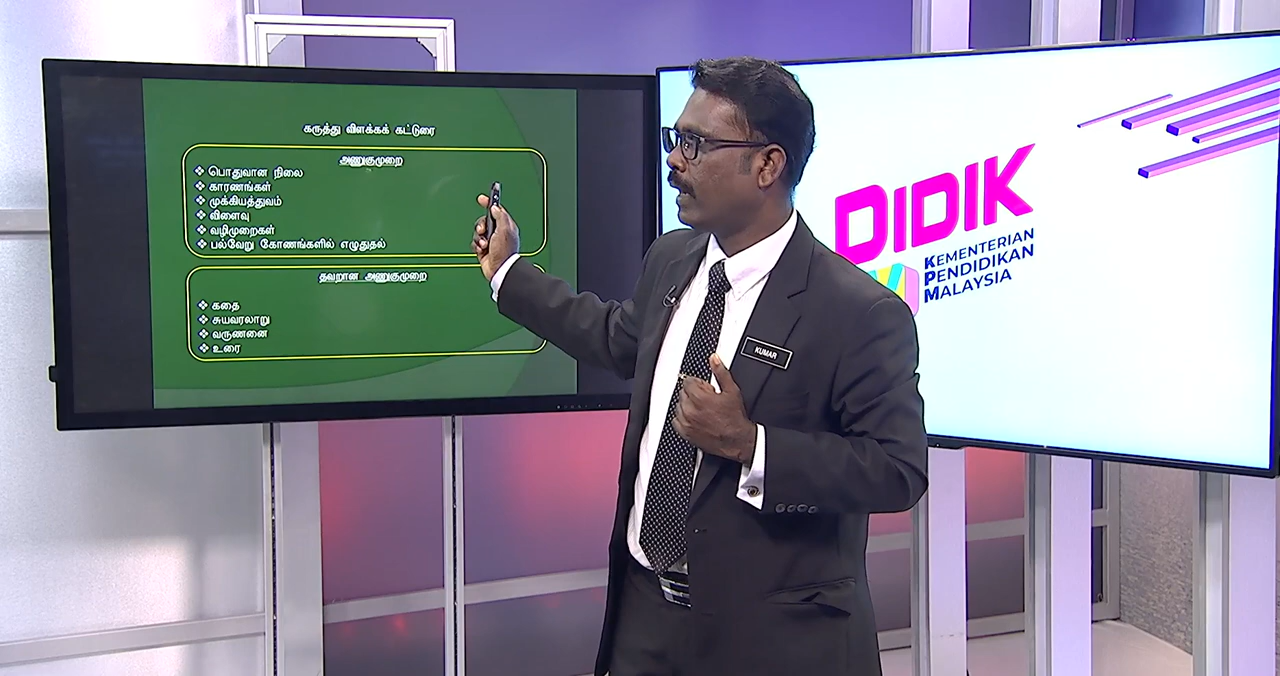 கருத்து விளக்கக் கட்டுரை
அணுகுமுறை
❖ பொதுவான நிலை
❖ காரணங்கள்
❖ முக்கியத்துவம்
❖ விளைவு
❖ வழிமுறைகள்
❖ பல்வேறு கோணங்களில் எழுதுதல்
தவறான அணுகுமுறை
❖ கதை
❖ சுயவரலாறு
❖ வருணனை
❖ உரை
DIDIK
KEMENTERIAN
PENDIDIKAN
MALAYSIA
KUMAR